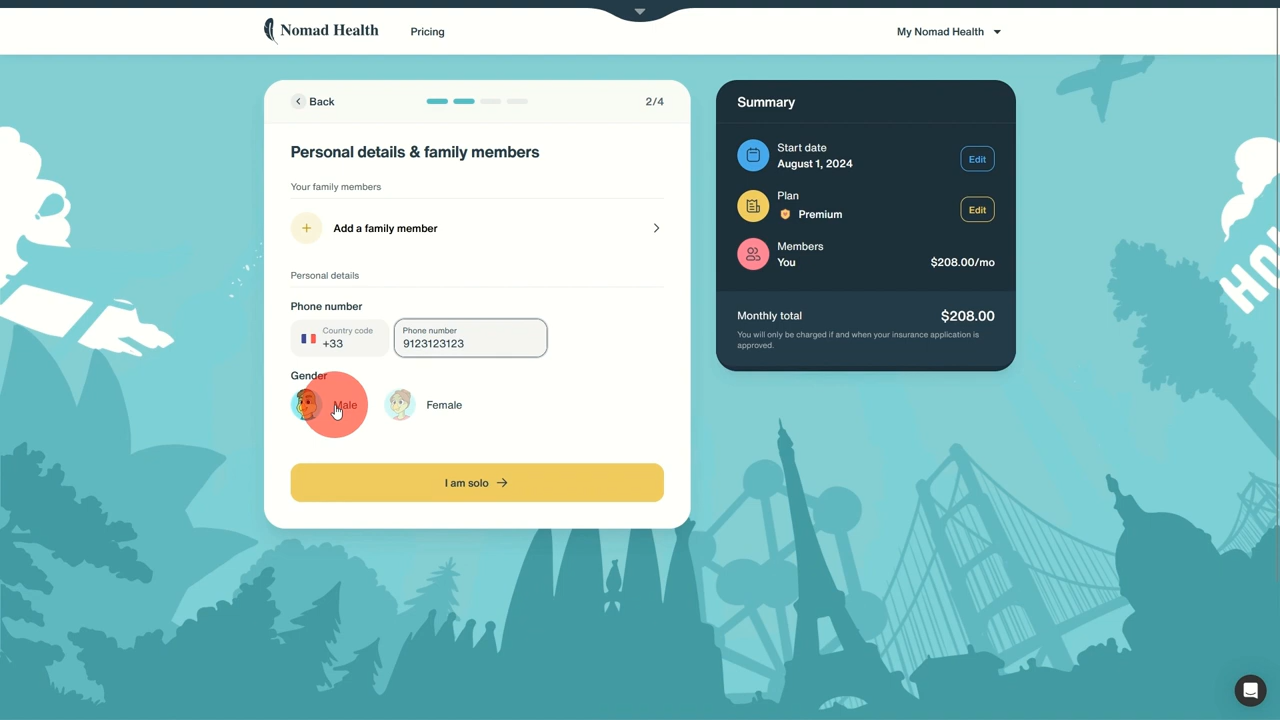 Nomad Health
Pricing
My Nomad Health
Back
2/4
Personal details & family members
Your family members
Add a family member
Personal details
Phone number
Country code
+33
Phone number
9123123123
Gender
Male
Female
I am solo
Summary
Start date
August 1, 2024
Edit
Plan
Premium
Edit
Members
You
$208.00/mo
Monthly total
$208.00
You will only be charged if and when your insurance application is
approved.